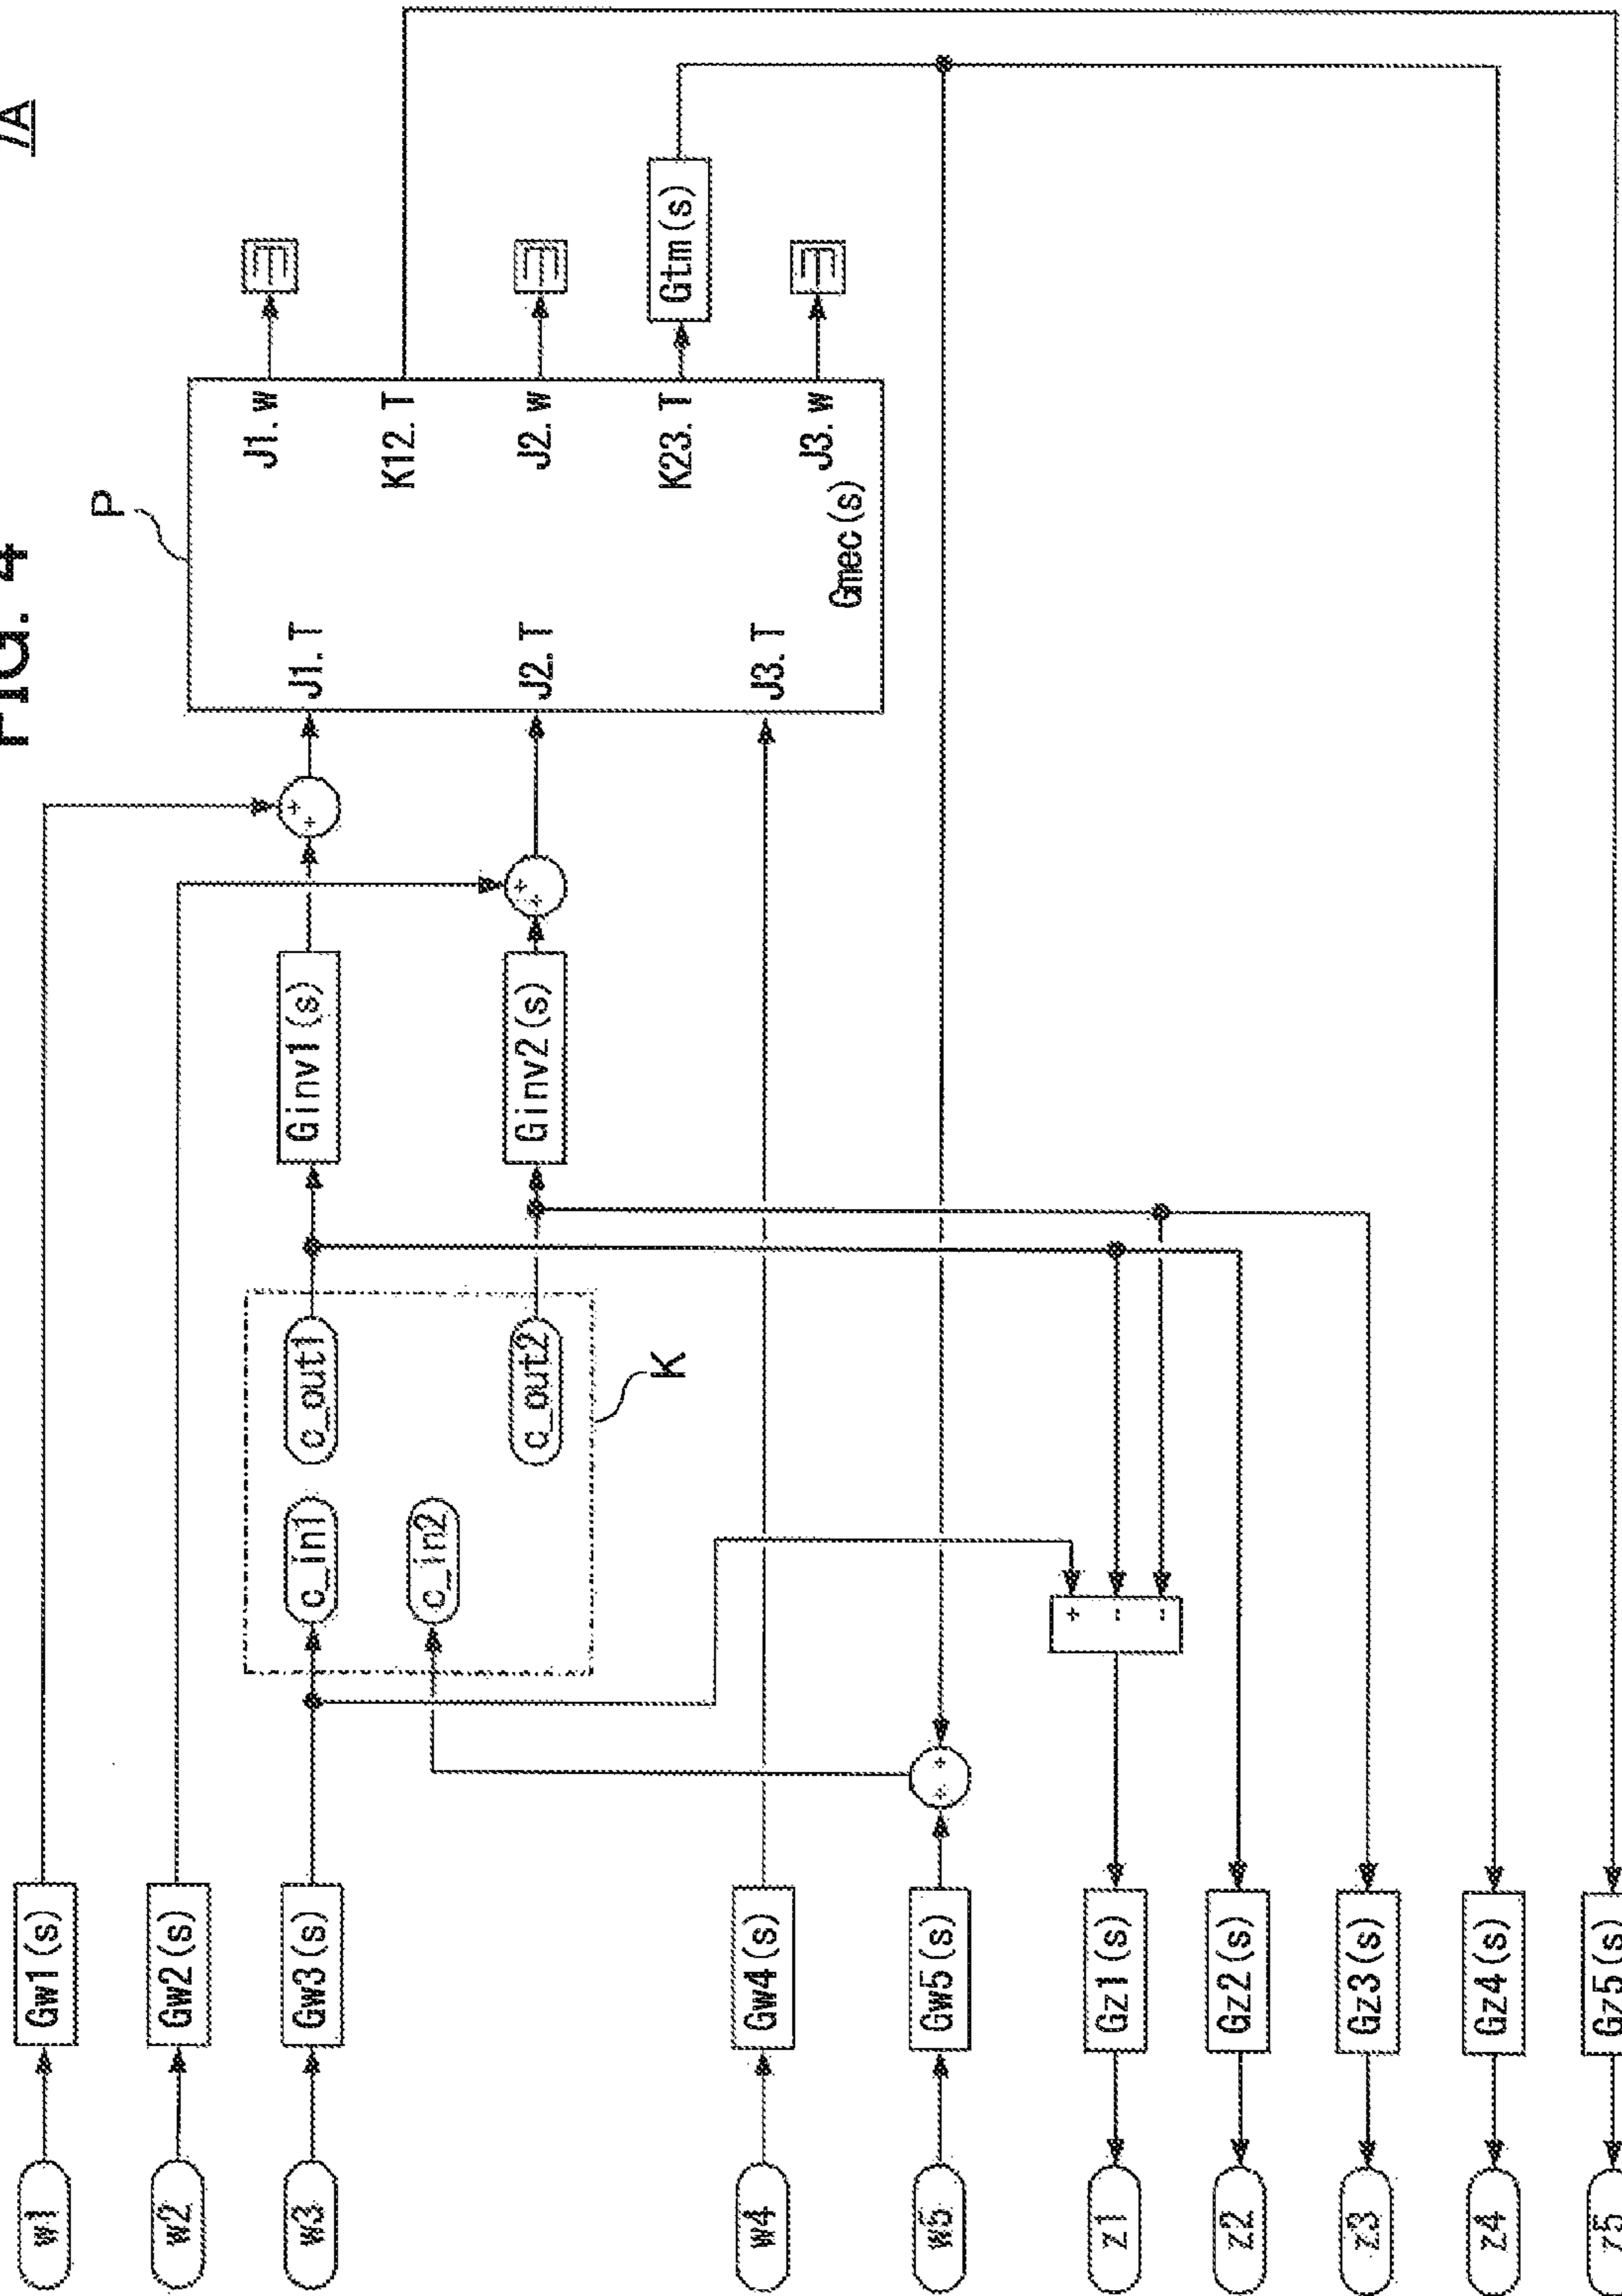 FIG. 4
7A
w1
Gw1(s)
w2
Gw2(s)
w3
Gw3(s)
w4
Gw4(s)
w5
Gw5(s)
c_in1
c_in2
c_out1
c_out2
K
Ginv1(s)
Ginv2(s)
+
+
+
+
+
+
+
-
-
P
J1. T
J2. T
J3. T
J1. w
K12. T
J2. w
K23. T
J3. w
Gmec(s)
Gtm(s)
z1
Gz1(s)
z2
Gz2(s)
z3
Gz3(s)
z4
Gz4(s)
z5
Gz5(s)